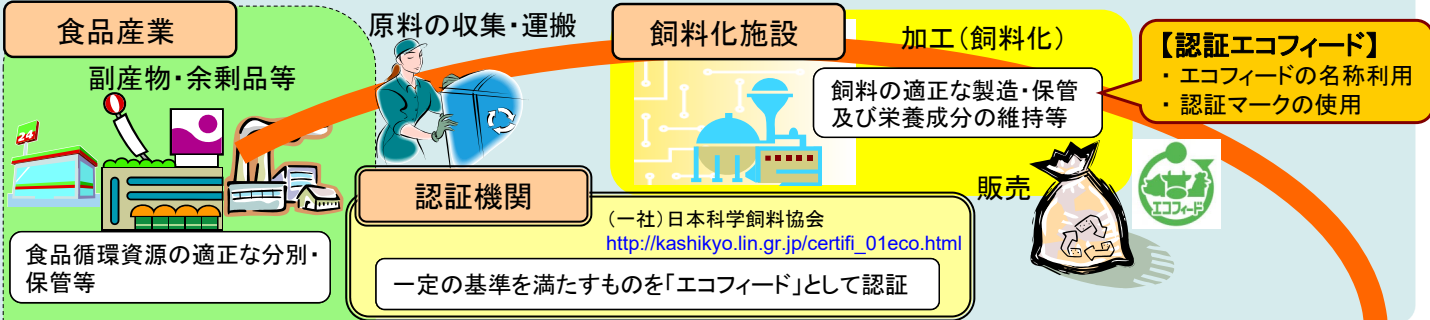 食品産業
副産物・余剰品等
24
原料の収集・運搬
飼料化施設
加工(飼料化)
飼料の適正な製造・保管
及び栄養成分の維持等
【認証エコフィード】
・ エコフィードの名称利用
・ 認証マークの使用
販売
エコフィード
食品循環資源の適正な分別・
保管等
認証機関
(一社)日本科学飼料協会
http://kashikyo.lin.gr.jp/certifi_01eco.html
一定の基準を満たすものを「エコフィード」として認証